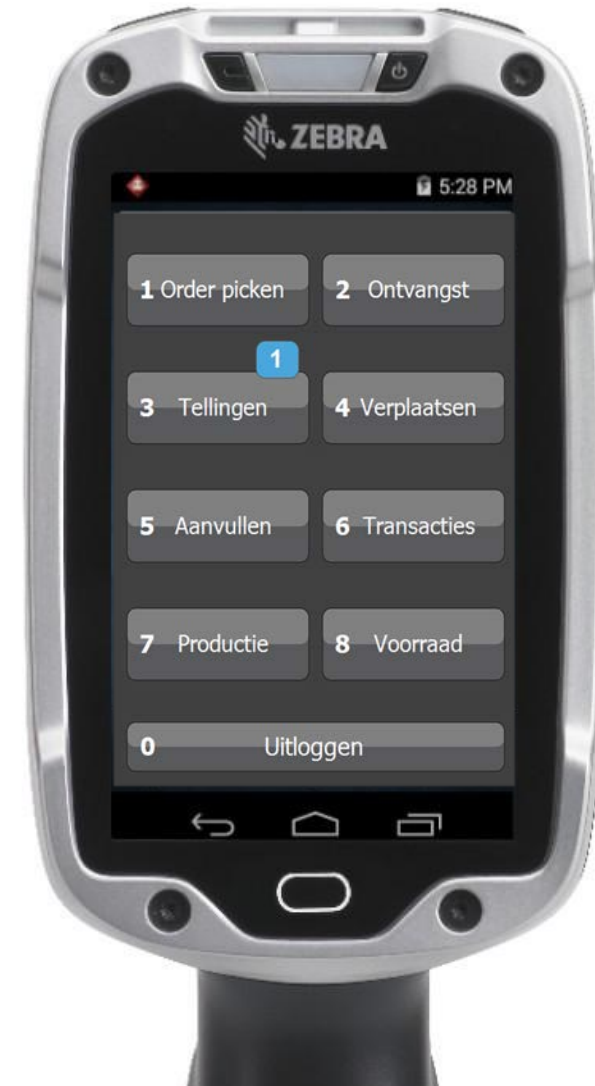 ZEBRA
5:28 PM
1 Order picken
2 Ontvangst
1
3 Tellingen
4 Verplaatsen
5 Aanvullen
6 Transacties
7 Productie
8 Voorraad
0 Uitloggen